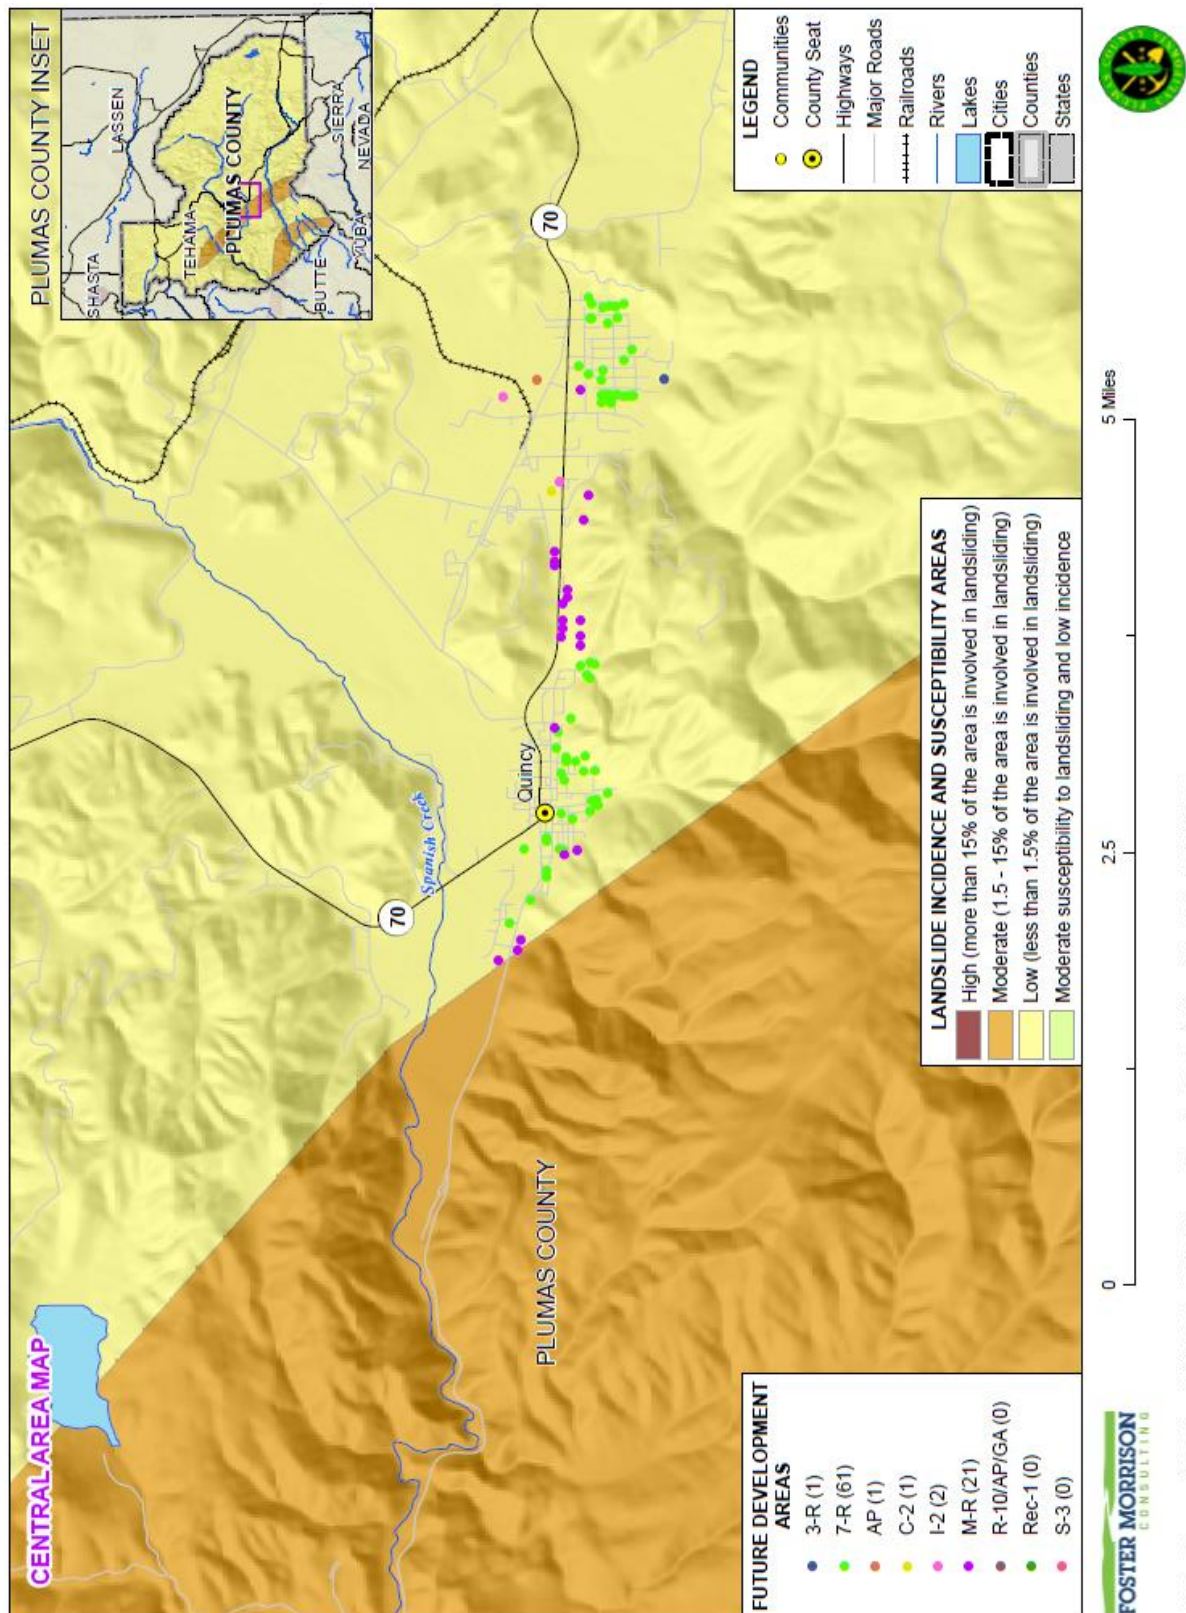 CENTRAL AREA MAP
PLUMAS COUNTY INSET
SHASTA
LASSEN
TEHAMA
PLUMAS COUNTY
BUTTE
SIERRA
YUBA
NEVADA
70
Spanish Creek
Quincy
70
PLUMAS COUNTY
FUTURE DEVELOPMENT
AREAS
3-R (1)
7-R (61)
AP (1)
C-2 (1)
I-2 (2)
M-R (21)
R-10/AP/GA (0)
Rec-1 (0)
S-3 (0)
LANDSLIDE INCIDENCE AND SUSCEPTIBILITY AREAS
High (more than 15% of the area is involved in landsliding)
Moderate (1.5 - 15% of the area is involved in landsliding)
Low (less than 1.5% of the area is involved in landsliding)
Moderate susceptibility to landsliding and low incidence
LEGEND
Communities
County Seat
Highways
Major Roads
Railroads
Rivers
Lakes
Cities
Counties
States
FOSTER MORRISON
CONSULTING
0
2.5
5 Miles